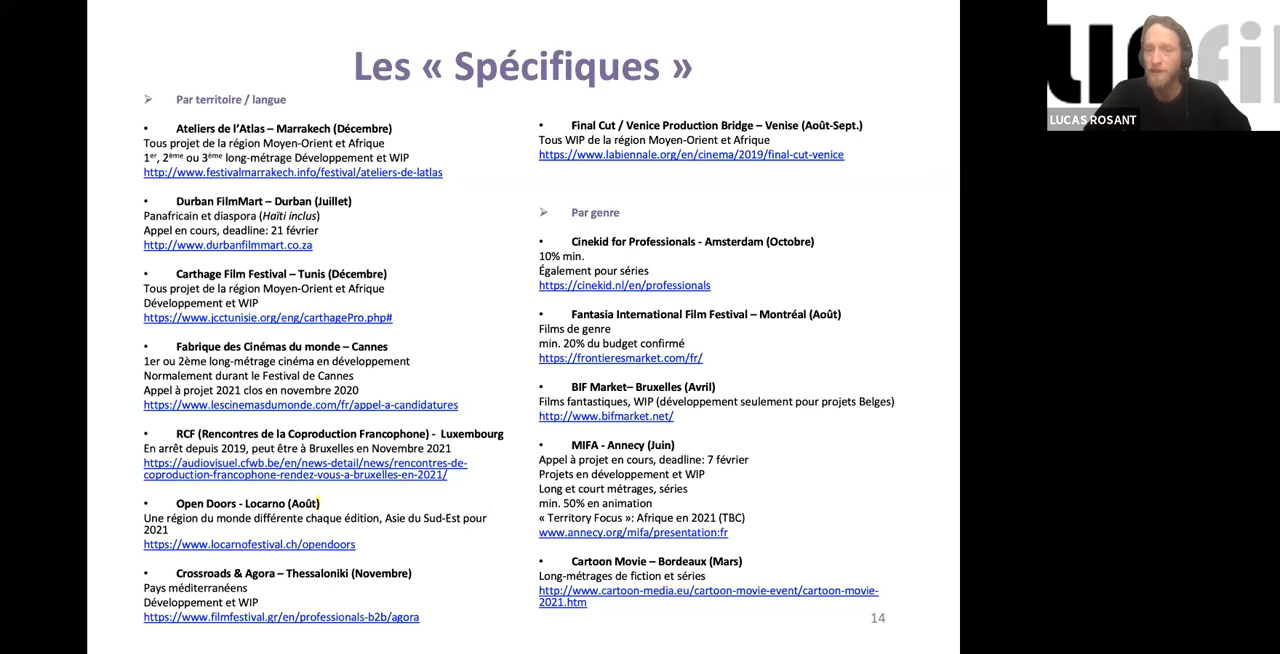 Les « Spécifiques »
➢ Par territoire / langue
• Ateliers de l'Atlas – Marrakech (Décembre)
Tous projet de la région Moyen-Orient et Afrique
1er, 2ème ou 3ème long-métrage Développement et WIP
http://www.festivalmarrakech.info/festival/ateliers-de-latlas
• Durban FilmMart – Durban (Juillet)
Panafricain et diaspora (Haïti inclus)
Appel en cours, deadline: 21 février
http://www.durbanfilmmart.co.za
• Carthage Film Festival – Tunis (Décembre)
Tous projet de la région Moyen-Orient et Afrique
Développement et WIP
https://www.jcctunisie.org/eng/carthagePro.php#
• Fabrique des Cinémas du monde – Cannes
1er ou 2ème long-métrage cinéma en développement
Normalement durant le Festival de Cannes
Appel à projet 2021 clos en novembre 2020
https://www.lescinemasdumonde.com/fr/appel-a-candidatures
• RCF (Rencontres de la Coproduction Francophone) - Luxembourg
En arrêt depuis 2019, peut être à Bruxelles en Novembre 2021
https://audiovisuel.cfwb.be/en/news-detail/news/rencontres-de-
coproduction-francophone-rendez-vous-a-bruxelles-en-2021/
• Open Doors - Locarno (Août)
Une région du monde différente chaque édition, Asie du Sud-Est pour
2021
https://www.locarnofestival.ch/opendoors
• Crossroads & Agora – Thessaloniki (Novembre)
Pays méditerranéens
Développement et WIP
https://www.filmfestival.gr/en/professionals-b2b/agora
• Final Cut / Venice Production Bridge – Venise (Août-Sept.)
Tous WIP de la région Moyen-Orient et Afrique
https://www.labiennale.org/en/cinema/2019/final-cut-venice
➢ Par genre
• Cinekid for Professionals - Amsterdam (Octobre)
10% min.
Également pour séries
https://cinekid.nl/en/professionals
• Fantasia International Film Festival – Montréal (Août)
Films de genre
min. 20% du budget confirmé
https://frontieresmarket.com/fr/
• BIF Market– Bruxelles (Avril)
Films fantastiques, WIP (développement seulement pour projets Belges)
http://www.bifmarket.net/
• MIFA - Annecy (Juin)
Appel à projet en cours, deadline: 7 février
Projets en développement et WIP
Long et court métrages, séries
min. 50% en animation
« Territory Focus »: Afrique en 2021 (TBC)
www.annecy.org/mifa/presentation:fr
• Cartoon Movie – Bordeaux (Mars)
Long-métrages de fiction et séries
http://www.cartoon-media.eu/cartoon-movie-event/cartoon-movie-
2021.htm
14
LUCAS ROSANT